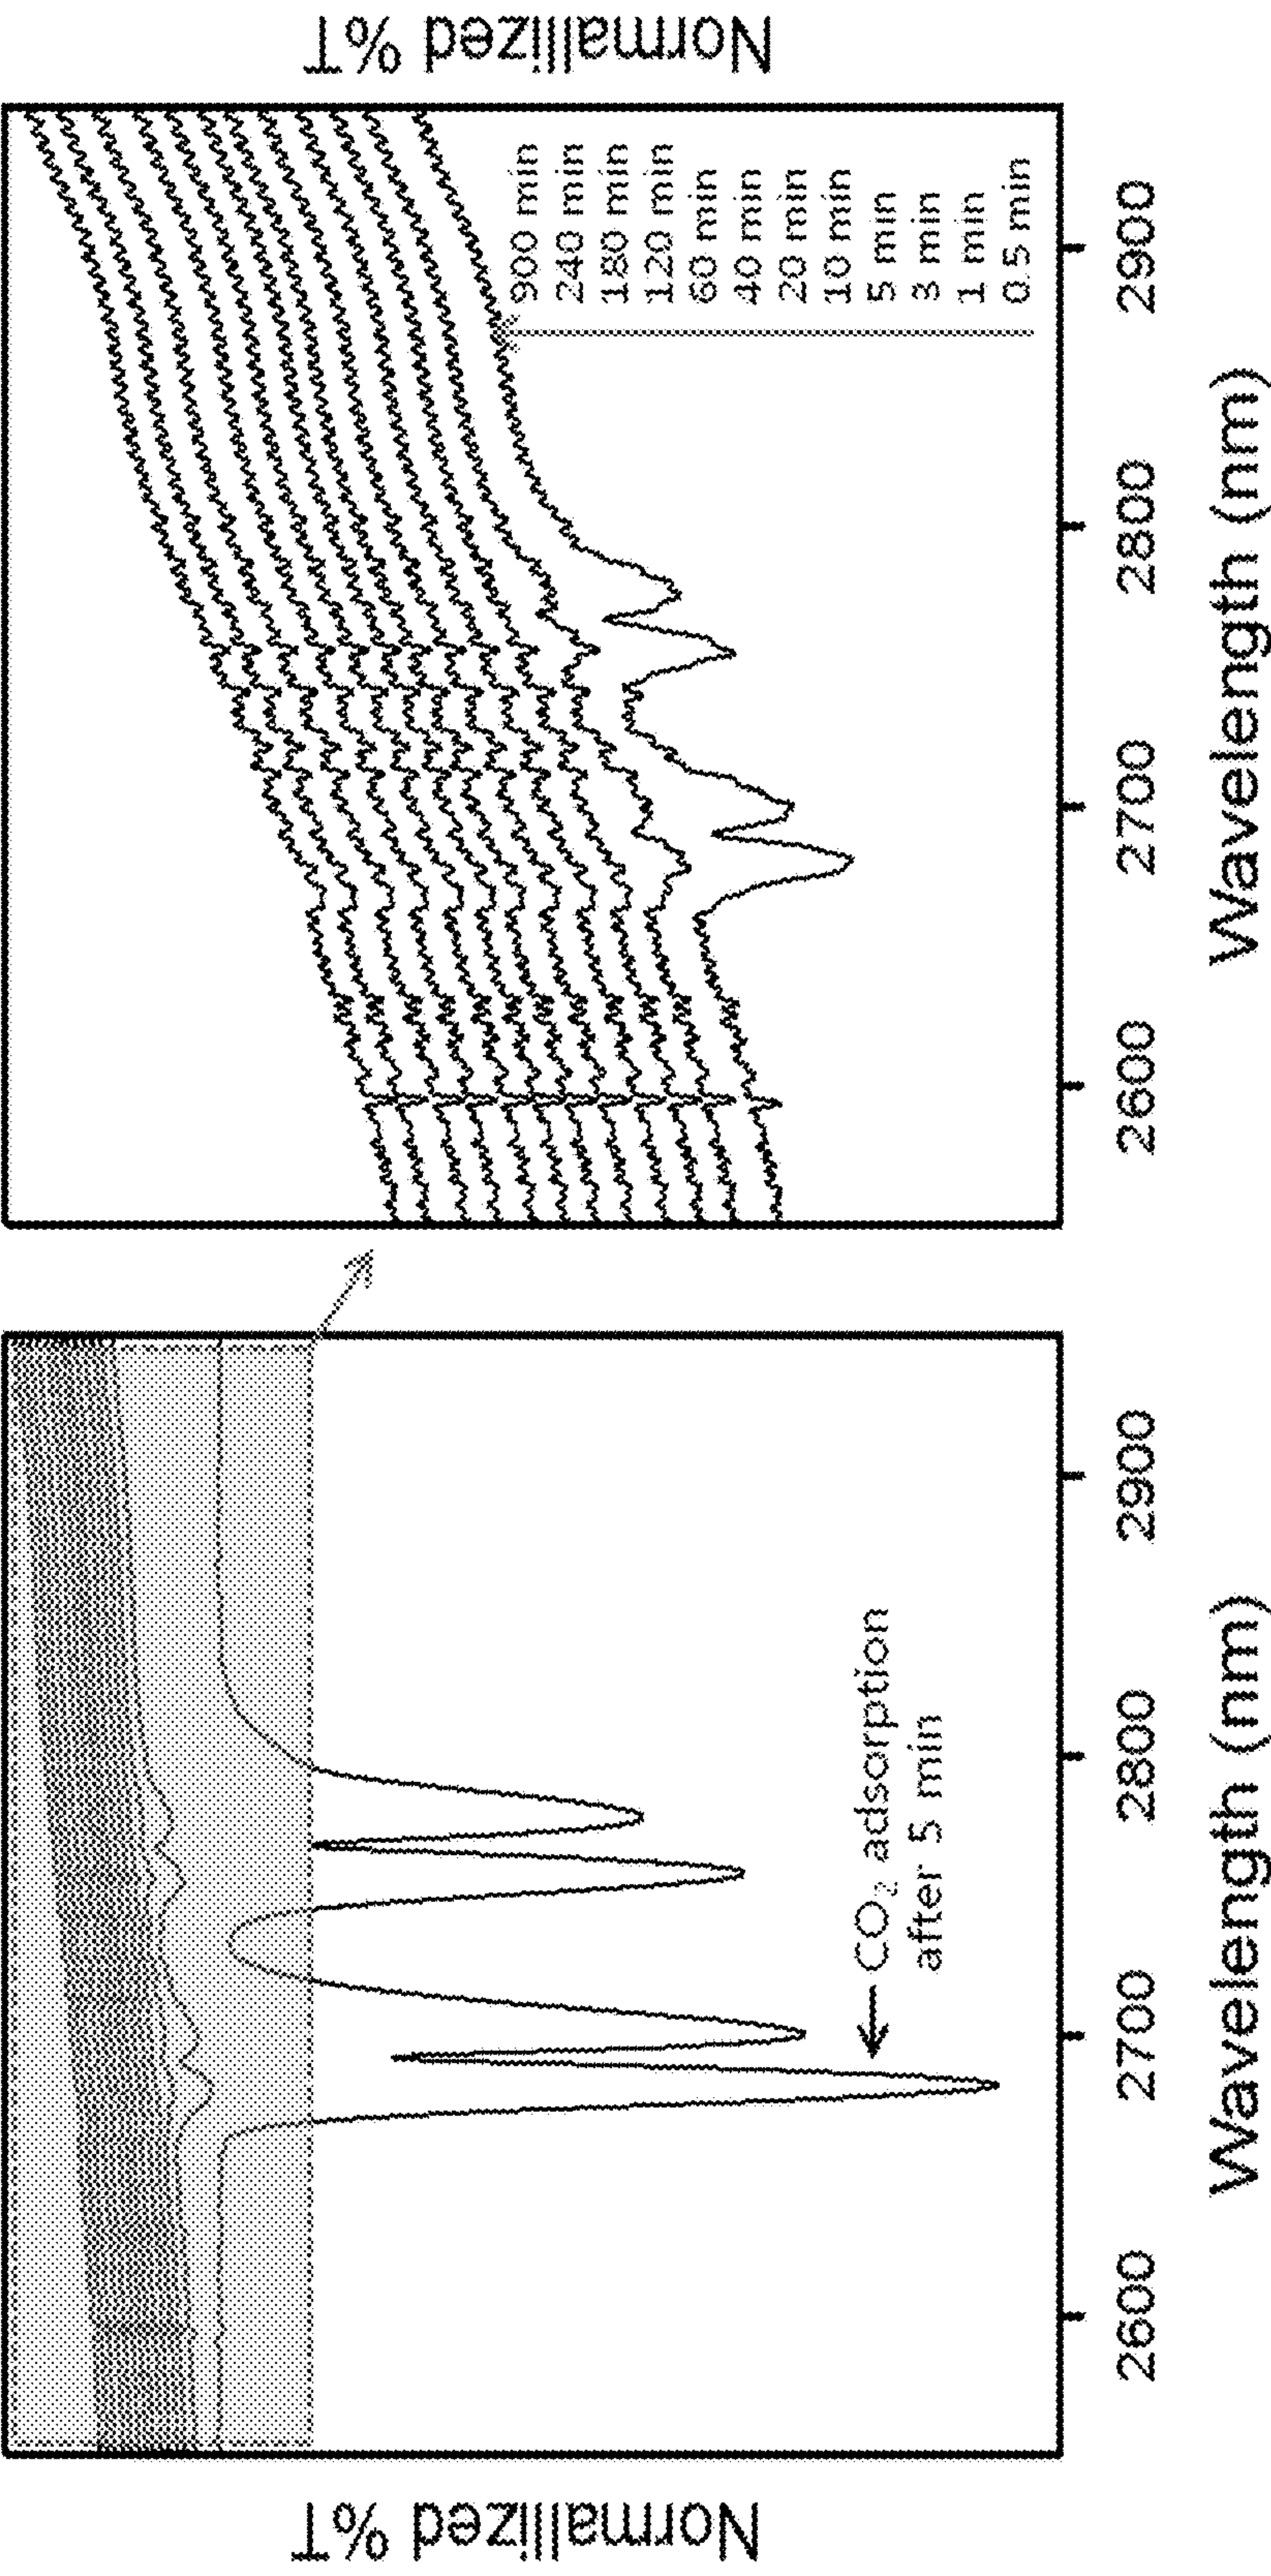 Normallized %T
CO₂ adsorption
after 5 min
2600
2700
2800
2900
Wavelength (nm)
900 min
240 min
180 min
120 min
60 min
40 min
20 min
10 min
5 min
3 min
1 min
0.5 min
2600
2700
2800
2900
Wavelength (nm)
Normallized %T